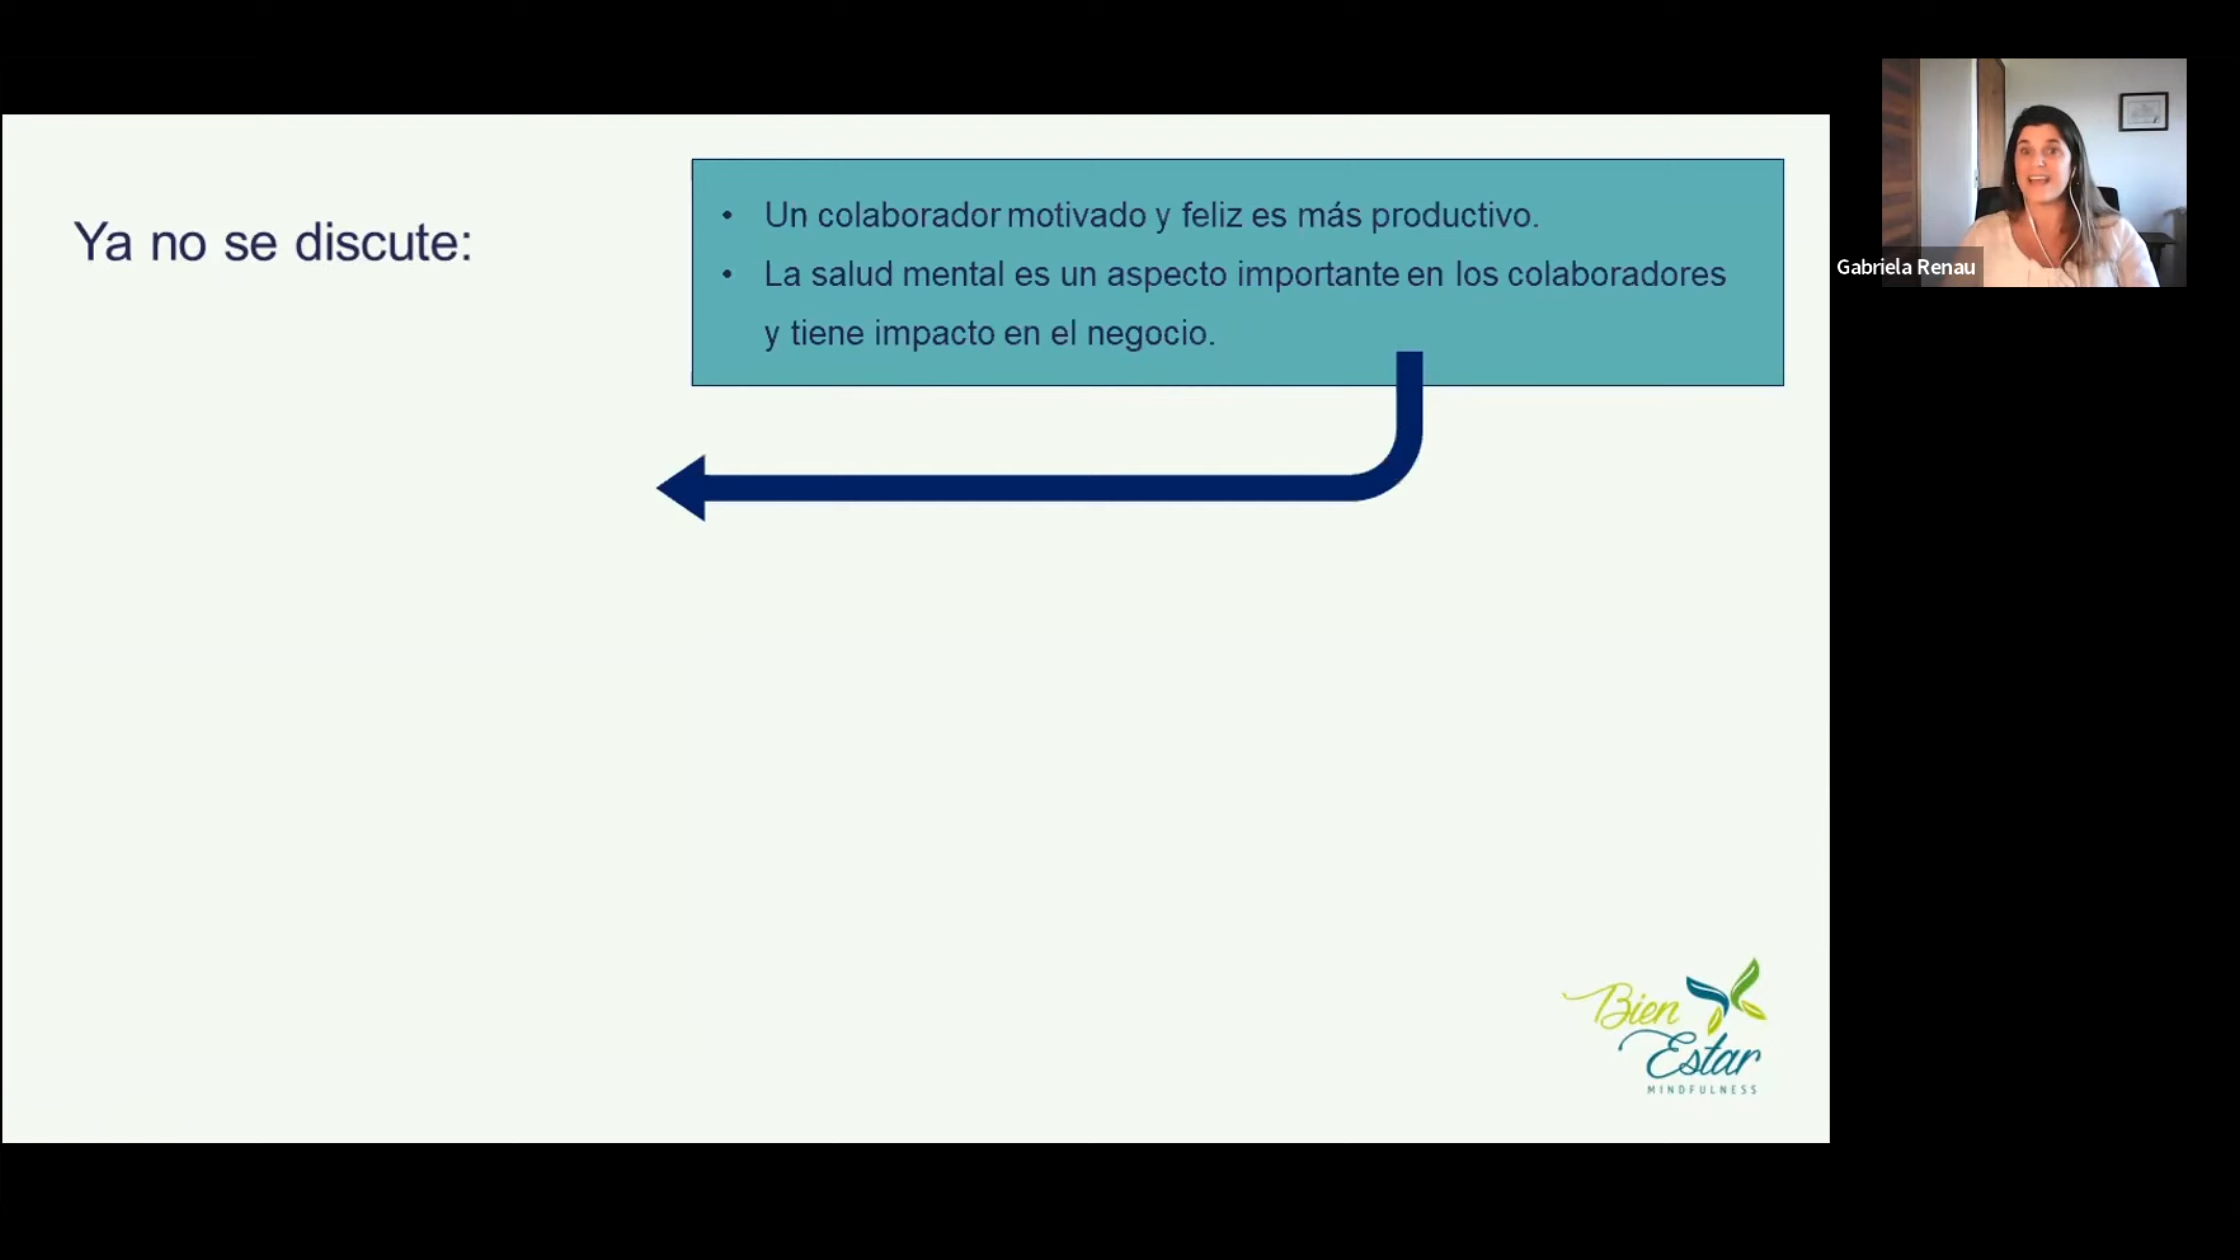 Ya no se discute:
• Un colaborador motivado y feliz es más productivo.
• La salud mental es un aspecto importante en los colaboradores
y tiene impacto en el negocio.
Gabriela Renau
Bien
Estar
MINDFULNESS